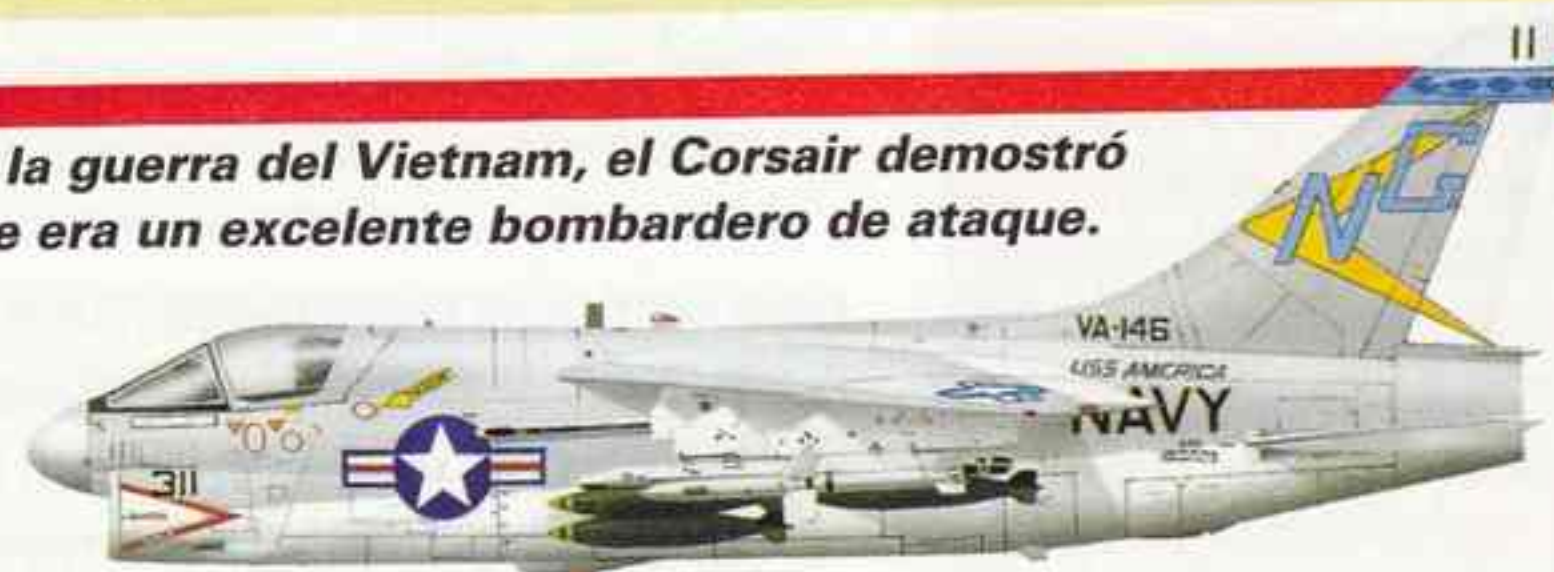 11
la guerra del Vietnam, el Corsair demostró
e era un excelente bombardero de ataque.
NG
VA-146
USS AMERICA
NAVY
311